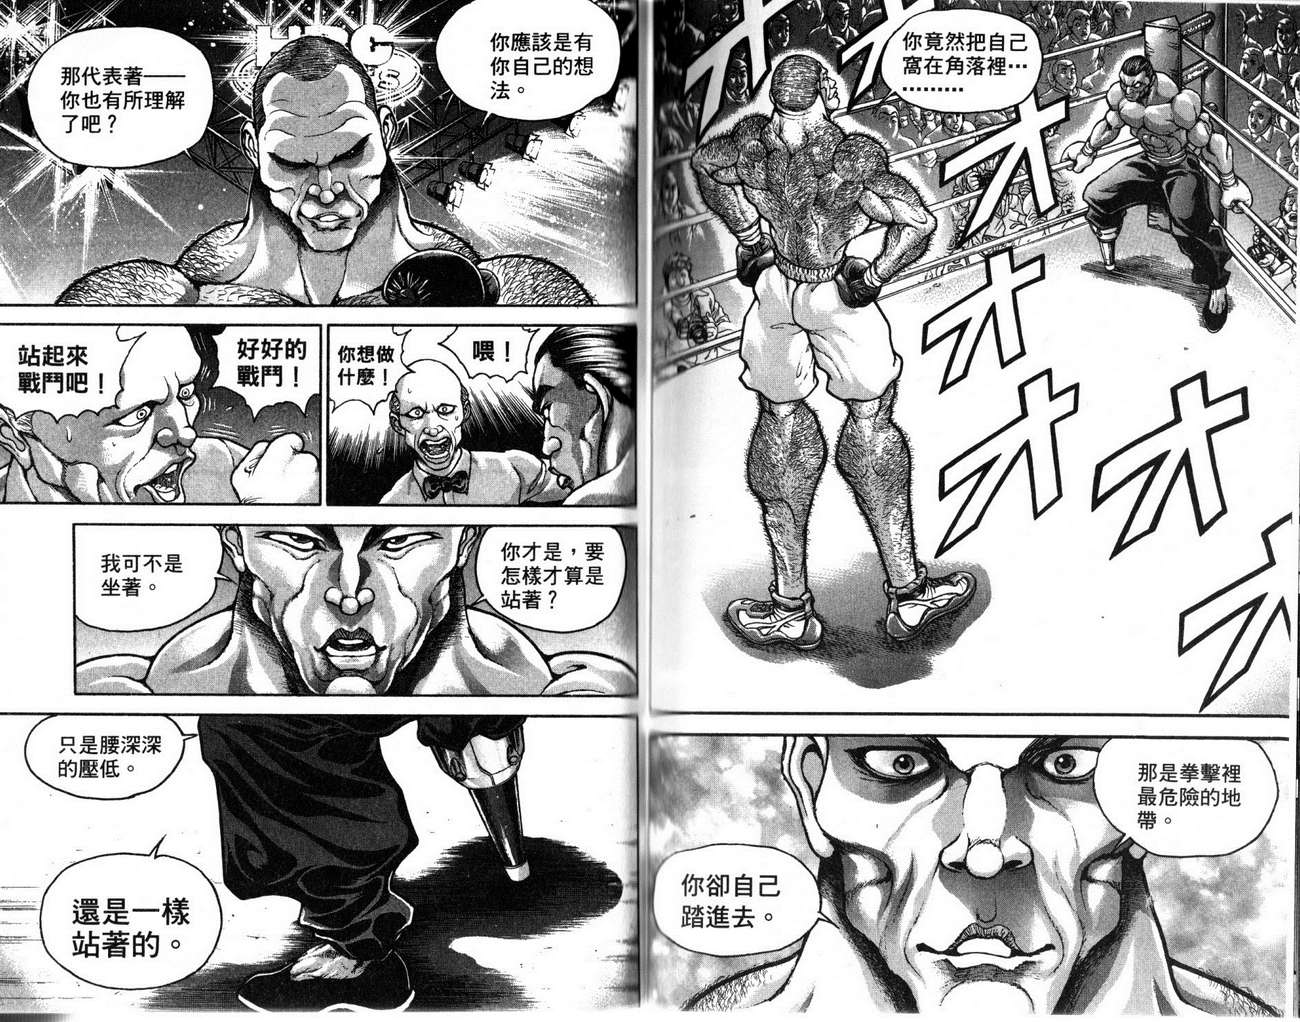 你竟然把自己
窩在角落裡…
………
オ
オ
オ
オ
オ
オ
オ
オ
那是拳擊裡
最危險的地
帶。
你卻自己
踏進去。
你應該是有
你自己的想
法。
那代表著——
你也有所理解
了吧？
喂！
你想做
什麼！
好好的
戰鬥！
站起來
戰鬥吧！
你才是，要
怎樣才算是
站著？
我可不是
坐著。
只是腰深深
的壓低。
還是一樣
站著的。